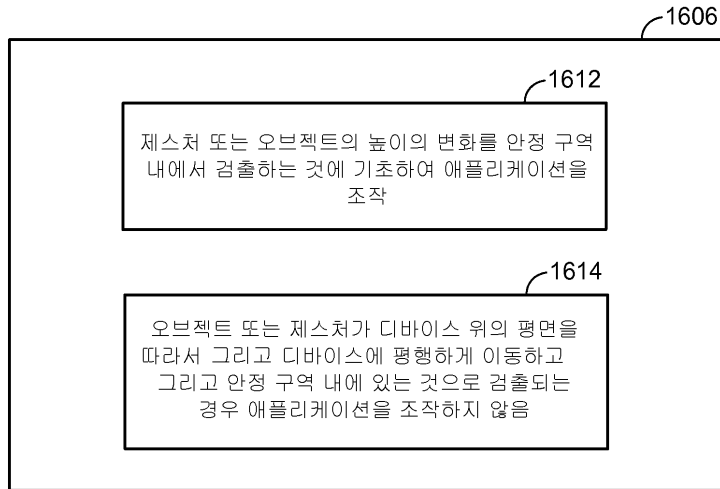 1606
1612
제스처 또는 오브젝트의 높이의 변화를 안정 구역
내에서 검출하는 것에 기초하여 애플리케이션을
조작
1614
오브젝트 또는 제스처가 디바이스 위의 평면을
따라서 그리고 디바이스에 평행하게 이동하고
그리고 안정 구역 내에 있는 것으로 검출되는
경우 애플리케이션을 조작하지 않음